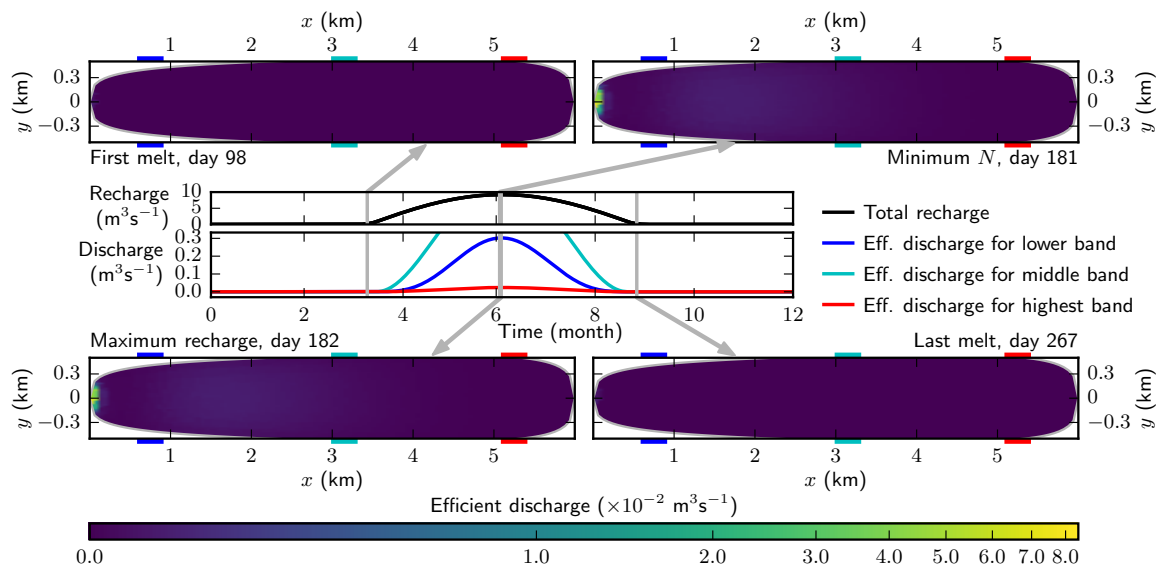 x (km)
x (km)
1 2 3 4 5
1 2 3 4 5
y (km)
0.3
0
−0.3
0.3
0
−0.3
y (km)
First melt, day 98
Minimum N, day 181
Recharge
(m³s⁻¹)
10
5
0
Discharge
(m³s⁻¹)
0.3
0.2
0.1
0.0
0 2 4 6 8 10 12
Time (month)
Total recharge
Eff. discharge for lower band
Eff. discharge for middle band
Eff. discharge for highest band
Maximum recharge, day 182
Last melt, day 267
y (km)
0.3
0
−0.3
0.3
0
−0.3
y (km)
1 2 3 4 5
1 2 3 4 5
x (km)
x (km)
Efficient discharge (×10⁻² m³s⁻¹)
0.0 1.0 2.0 3.0 4.0 5.0 6.0 7.0 8.0